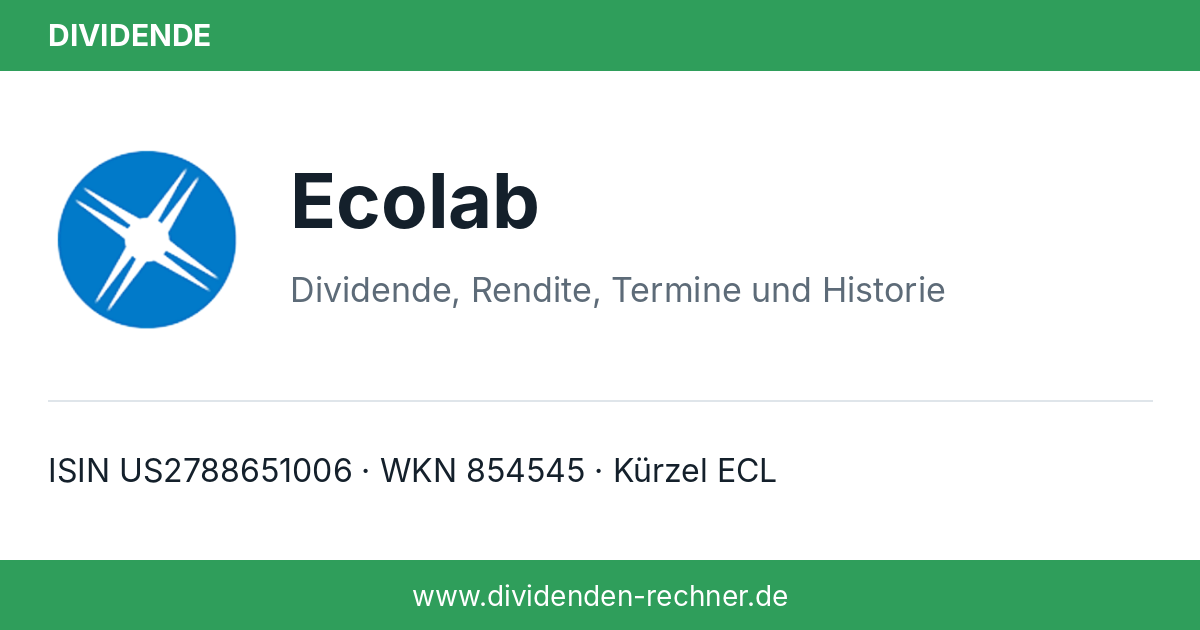 DIVIDENDE
Ecolab
Dividende, Rendite, Termine und Historie
ISIN US2788651006 · WKN 854545 · Kürzel ECL
www.dividenden-rechner.de